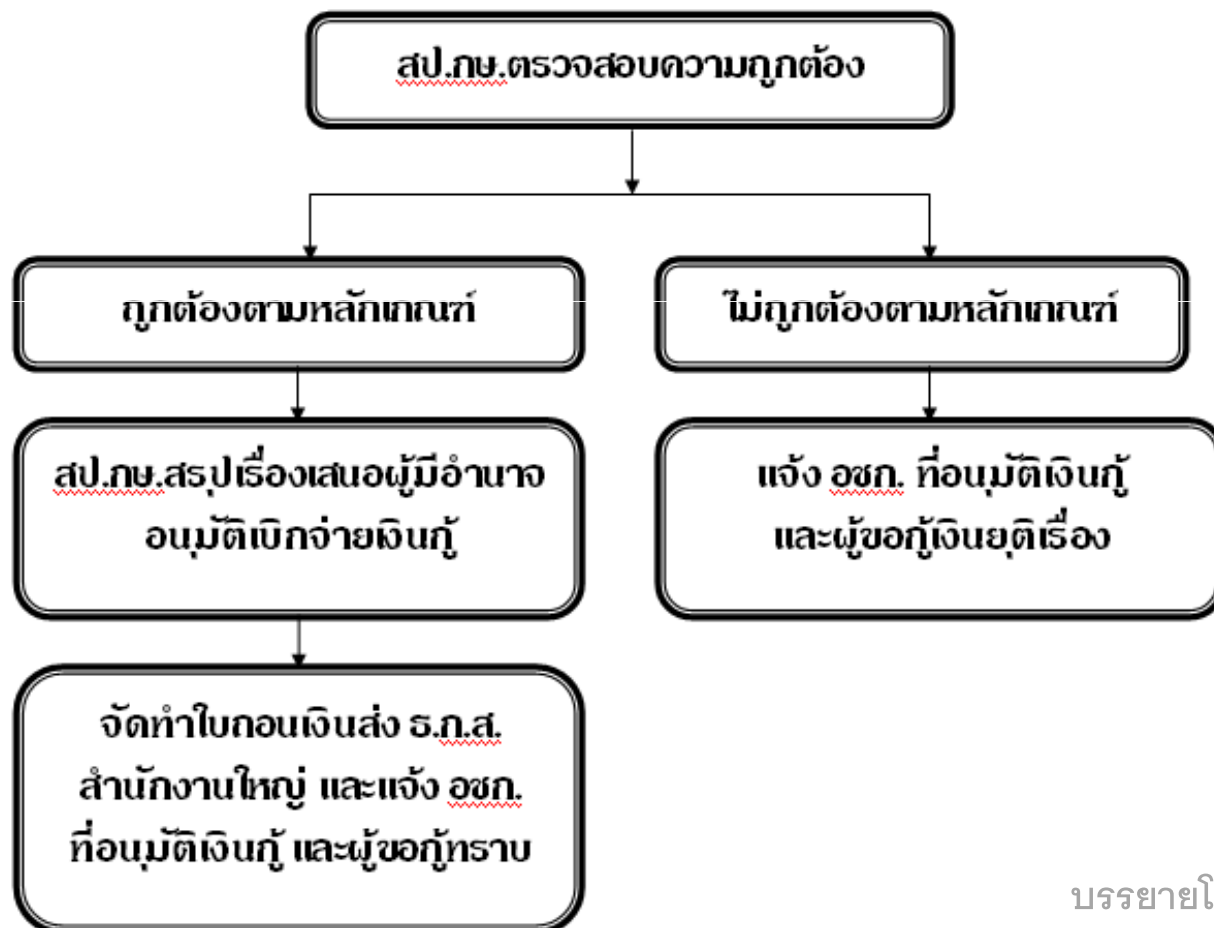 สป.กษ.ตรวจสอบความถูกต้อง
ถูกต้องตามหลักเกณฑ์
ไม่ถูกต้องตามหลักเกณฑ์
สป.กษ.สรุปเรื่องเสนอผู้มีอำนาจ
อนุมัติเบิกจ่ายเงินกู้
แจ้ง อชก. ที่อนุมัติเงินกู้
และผู้ขอกู้เงินยุติเรื่อง
จัดทำใบถอนเงินส่ง ธ.ก.ส.
สำนักงานใหญ่ และแจ้ง อชก.
ที่อนุมัติเงินกู้ และผู้ขอกู้ทราบ
บรรยายโ